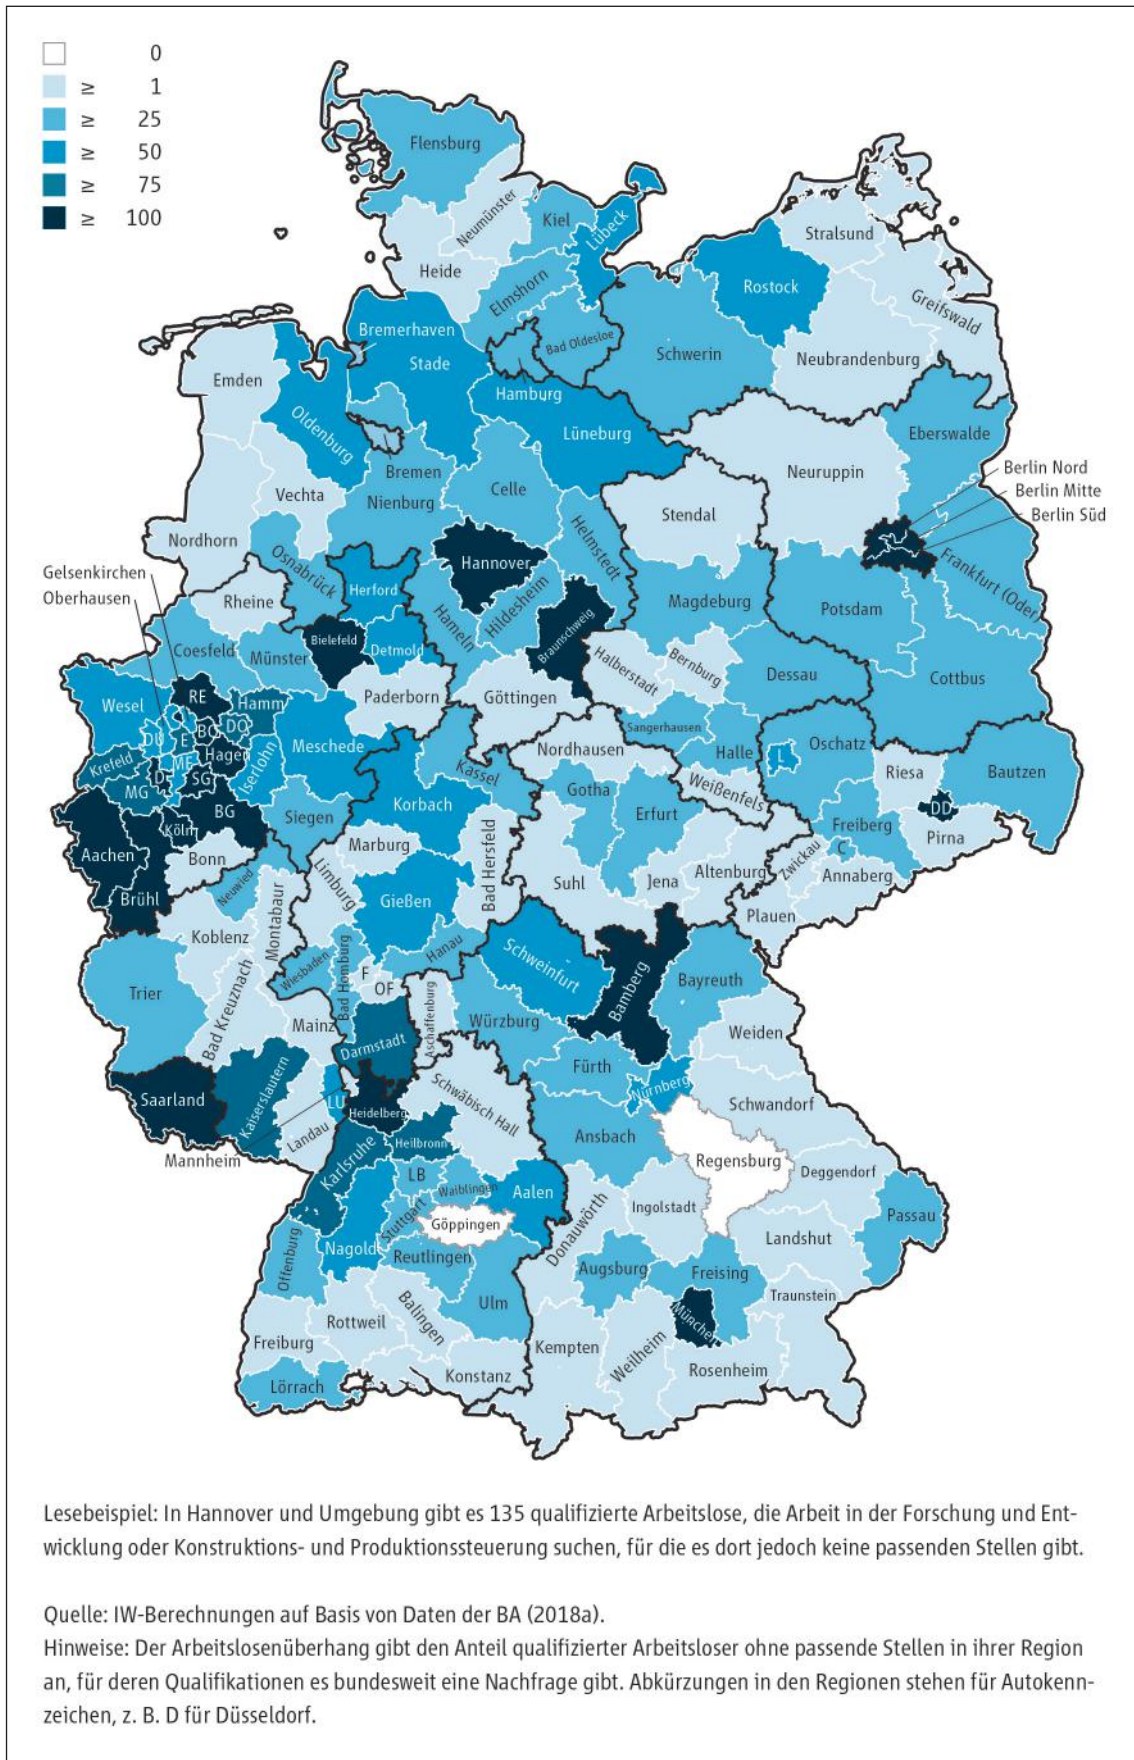 0
≥ 1
≥ 25
≥ 50
≥ 75
≥ 100
Flensburg
Neumünster
Kiel
Lübeck
Heide
Stralsund
Rostock
Greifswald
Elmshorn
Bad Oldesloe
Bremerhaven
Stade
Schwerin
Neubrandenburg
Emden
Hamburg
Oldenburg
Lüneburg
Eberswalde
Bremen
Neuruppin
Berlin Nord
Berlin Mitte
Berlin Süd
Vechta
Nienburg
Celle
Stendal
Nordhorn
Helmstedt
Hannover
Frankfurt (Oder)
Gelsenkirchen
Oberhausen
Osnabrück
Herford
Rheine
Hameln
Hildesheim
Magdeburg
Potsdam
Braunschweig
Coesfeld
Münster
Bielefeld
Detmold
Halberstadt
Bernburg
Dessau
Cottbus
Wesel
RE
Hamm
Paderborn
Göttingen
Sangerhausen
DU
E
BO
DO
Meschede
Nordhausen
Halle
L
Oschatz
Krefeld
ME
Hagen
Iserlohn
Kassel
Weißenfels
Riesa
Bautzen
MG
D
SG
Siegen
Korbach
Gotha
Erfurt
Freiberg
DD
Pirna
BG
Köln
Bonn
Aachen
Marburg
Bad Hersfeld
C
Zwickau
Annaberg
Brühl
Neuwied
Limburg
Gießen
Suhl
Jena
Altenburg
Plauen
Koblenz
Montabaur
Trier
Wiesbaden
Bad Homburg
Hanau
Schweinfurt
Bamberg
Bayreuth
F
OF
Bad Kreuznach
Mainz
Aschaffenburg
Würzburg
Weiden
Darmstadt
Saarland
Kaiserslautern
LU
Heidelberg
Schwäbisch Hall
Fürth
Nürnberg
Schwandorf
Landau
Mannheim
Karlsruhe
Heilbronn
Ansbach
Regensburg
Deggendorf
LB
Waiblingen
Aalen
Stuttgart
Göppingen
Donauwörth
Ingolstadt
Passau
Landshut
Offenburg
Nagold
Reutlingen
Augsburg
Freising
Ulm
Traunstein
München
Rottweil
Balingen
Freiburg
Kempten
Weilheim
Rosenheim
Lörrach
Konstanz
Lesebeispiel: In Hannover und Umgebung gibt es 135 qualifizierte Arbeitslose, die Arbeit in der Forschung und Ent-
wicklung oder Konstruktions- und Produktionssteuerung suchen, für die es dort jedoch keine passenden Stellen gibt.
Quelle: IW-Berechnungen auf Basis von Daten der BA (2018a).
Hinweise: Der Arbeitslosenüberhang gibt den Anteil qualifizierter Arbeitsloser ohne passende Stellen in ihrer Region
an, für deren Qualifikationen es bundesweit eine Nachfrage gibt. Abkürzungen in den Regionen stehen für Autokenn-
zeichen, z. B. D für Düsseldorf.